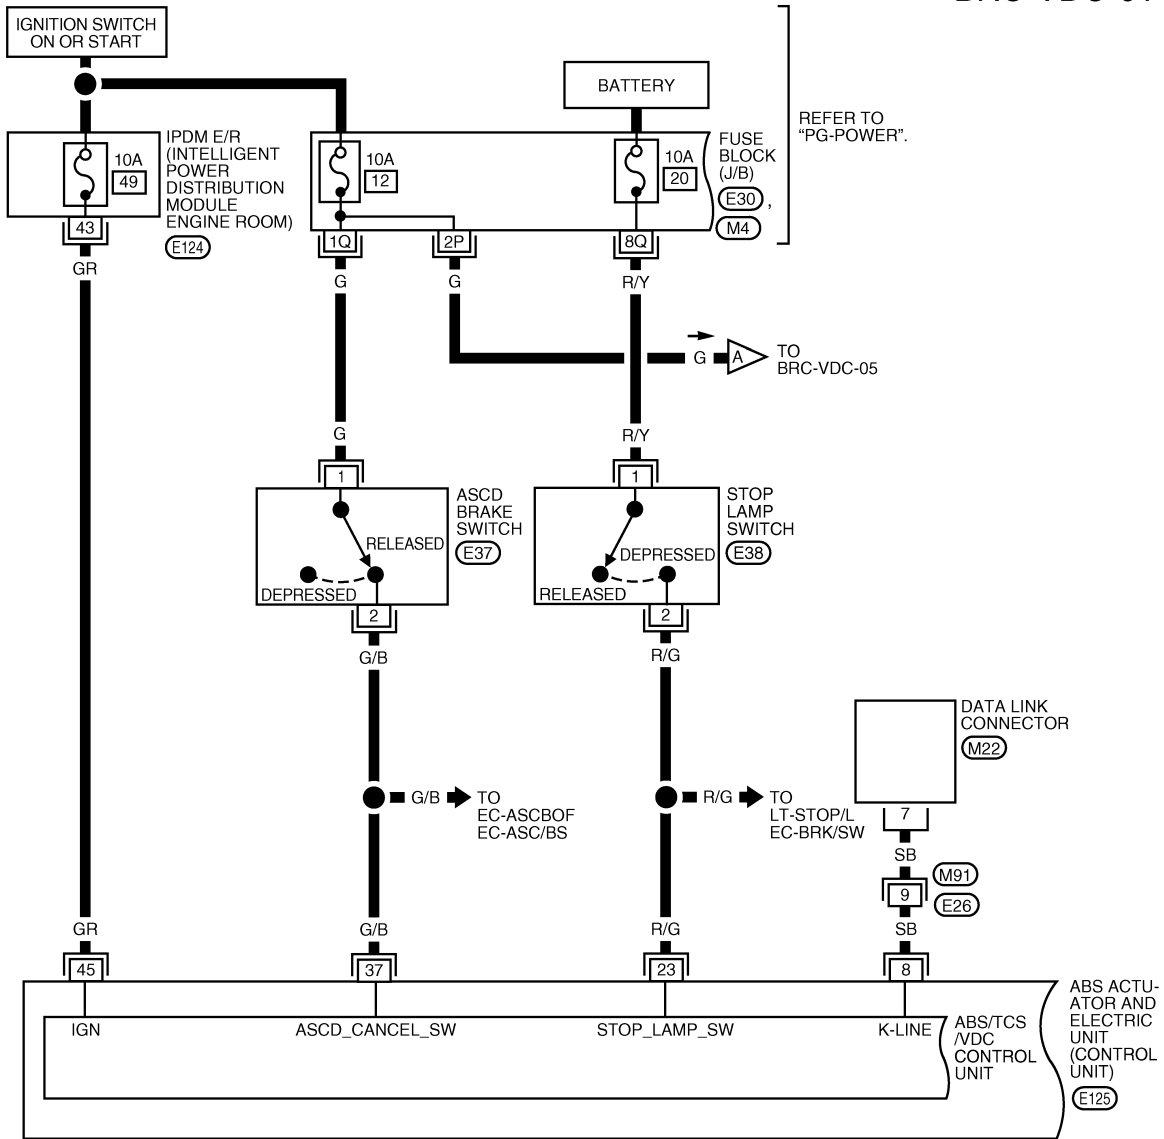 IGNITION SWITCH
ON OR START
BATTERY
REFER TO
“PG-POWER”.
IPDM E/R
(INTELLIGENT
POWER
DISTRIBUTION
MODULE
ENGINE ROOM)
E124
10A
49
10A
12
10A
20
FUSE
BLOCK
(J/B)
E30 ,
M4
43
1Q
2P
8Q
GR
G
G
R/Y
G
A
TO
BRC-VDC-05
G
R/Y
1
1
ASCD
BRAKE
SWITCH
E37
RELEASED
DEPRESSED
STOP
LAMP
SWITCH
E38
DEPRESSED
RELEASED
2
2
G/B
R/G
DATA LINK
CONNECTOR
M22
G/B
TO
EC-ASCBOF
EC-ASC/BS
R/G
TO
LT-STOP/L
EC-BRK/SW
7
SB
M91
9
E26
GR
G/B
R/G
SB
45
37
23
8
IGN
ASCD_CANCEL_SW
STOP_LAMP_SW
K-LINE
ABS/TCS
/VDC
CONTROL
UNIT
ABS ACTU-
ATOR AND
ELECTRIC
UNIT
(CONTROL
UNIT)
E125